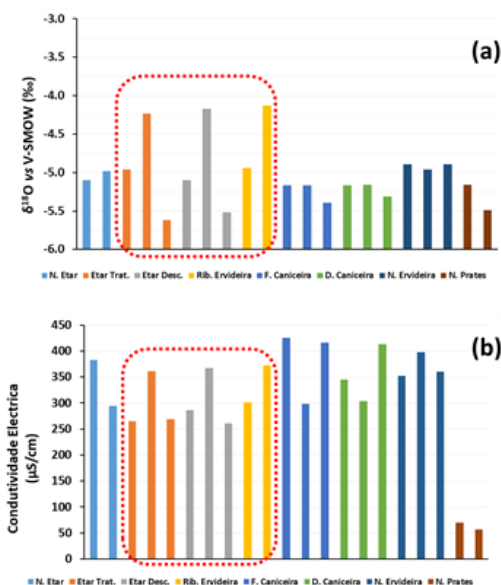 (a)
δ¹⁸O vs V-SMOW (‰)
-3.0
-3.5
-4.0
-4.5
-5.0
-5.5
-6.0
N. Etar Etar Trat. Etar Desc. Rib. Ervideira F. Caniceira D. Caniceira N. Ervideira N. Prates
(b)
Condutividade Electrica
(µS/cm)
450
400
350
300
250
200
150
100
50
0
N. Etar Etar Trat. Etar Desc. Rib. Ervideira F. Caniceira D. Caniceira N. Ervideira N. Prates